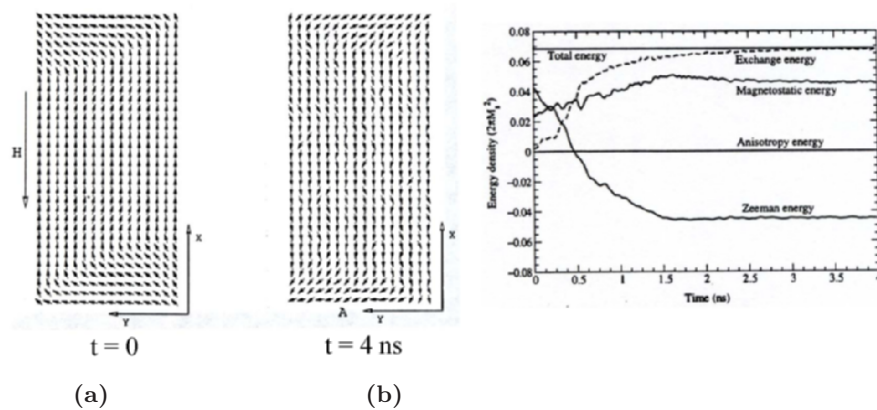 H
X
Y
t = 0
(a)
X
A
Y
t = 4 ns
(b)
0.08
0.06
0.04
0.02
0
−0.02
−0.04
−0.06
−0.08
Energy density (2πM²ₛ)
Total energy
Exchange energy
Magnetostatic energy
Anisotropy energy
Zeeman energy
0 0.5 1 1.5 2 2.5 3 3.5 4
Time (ns)